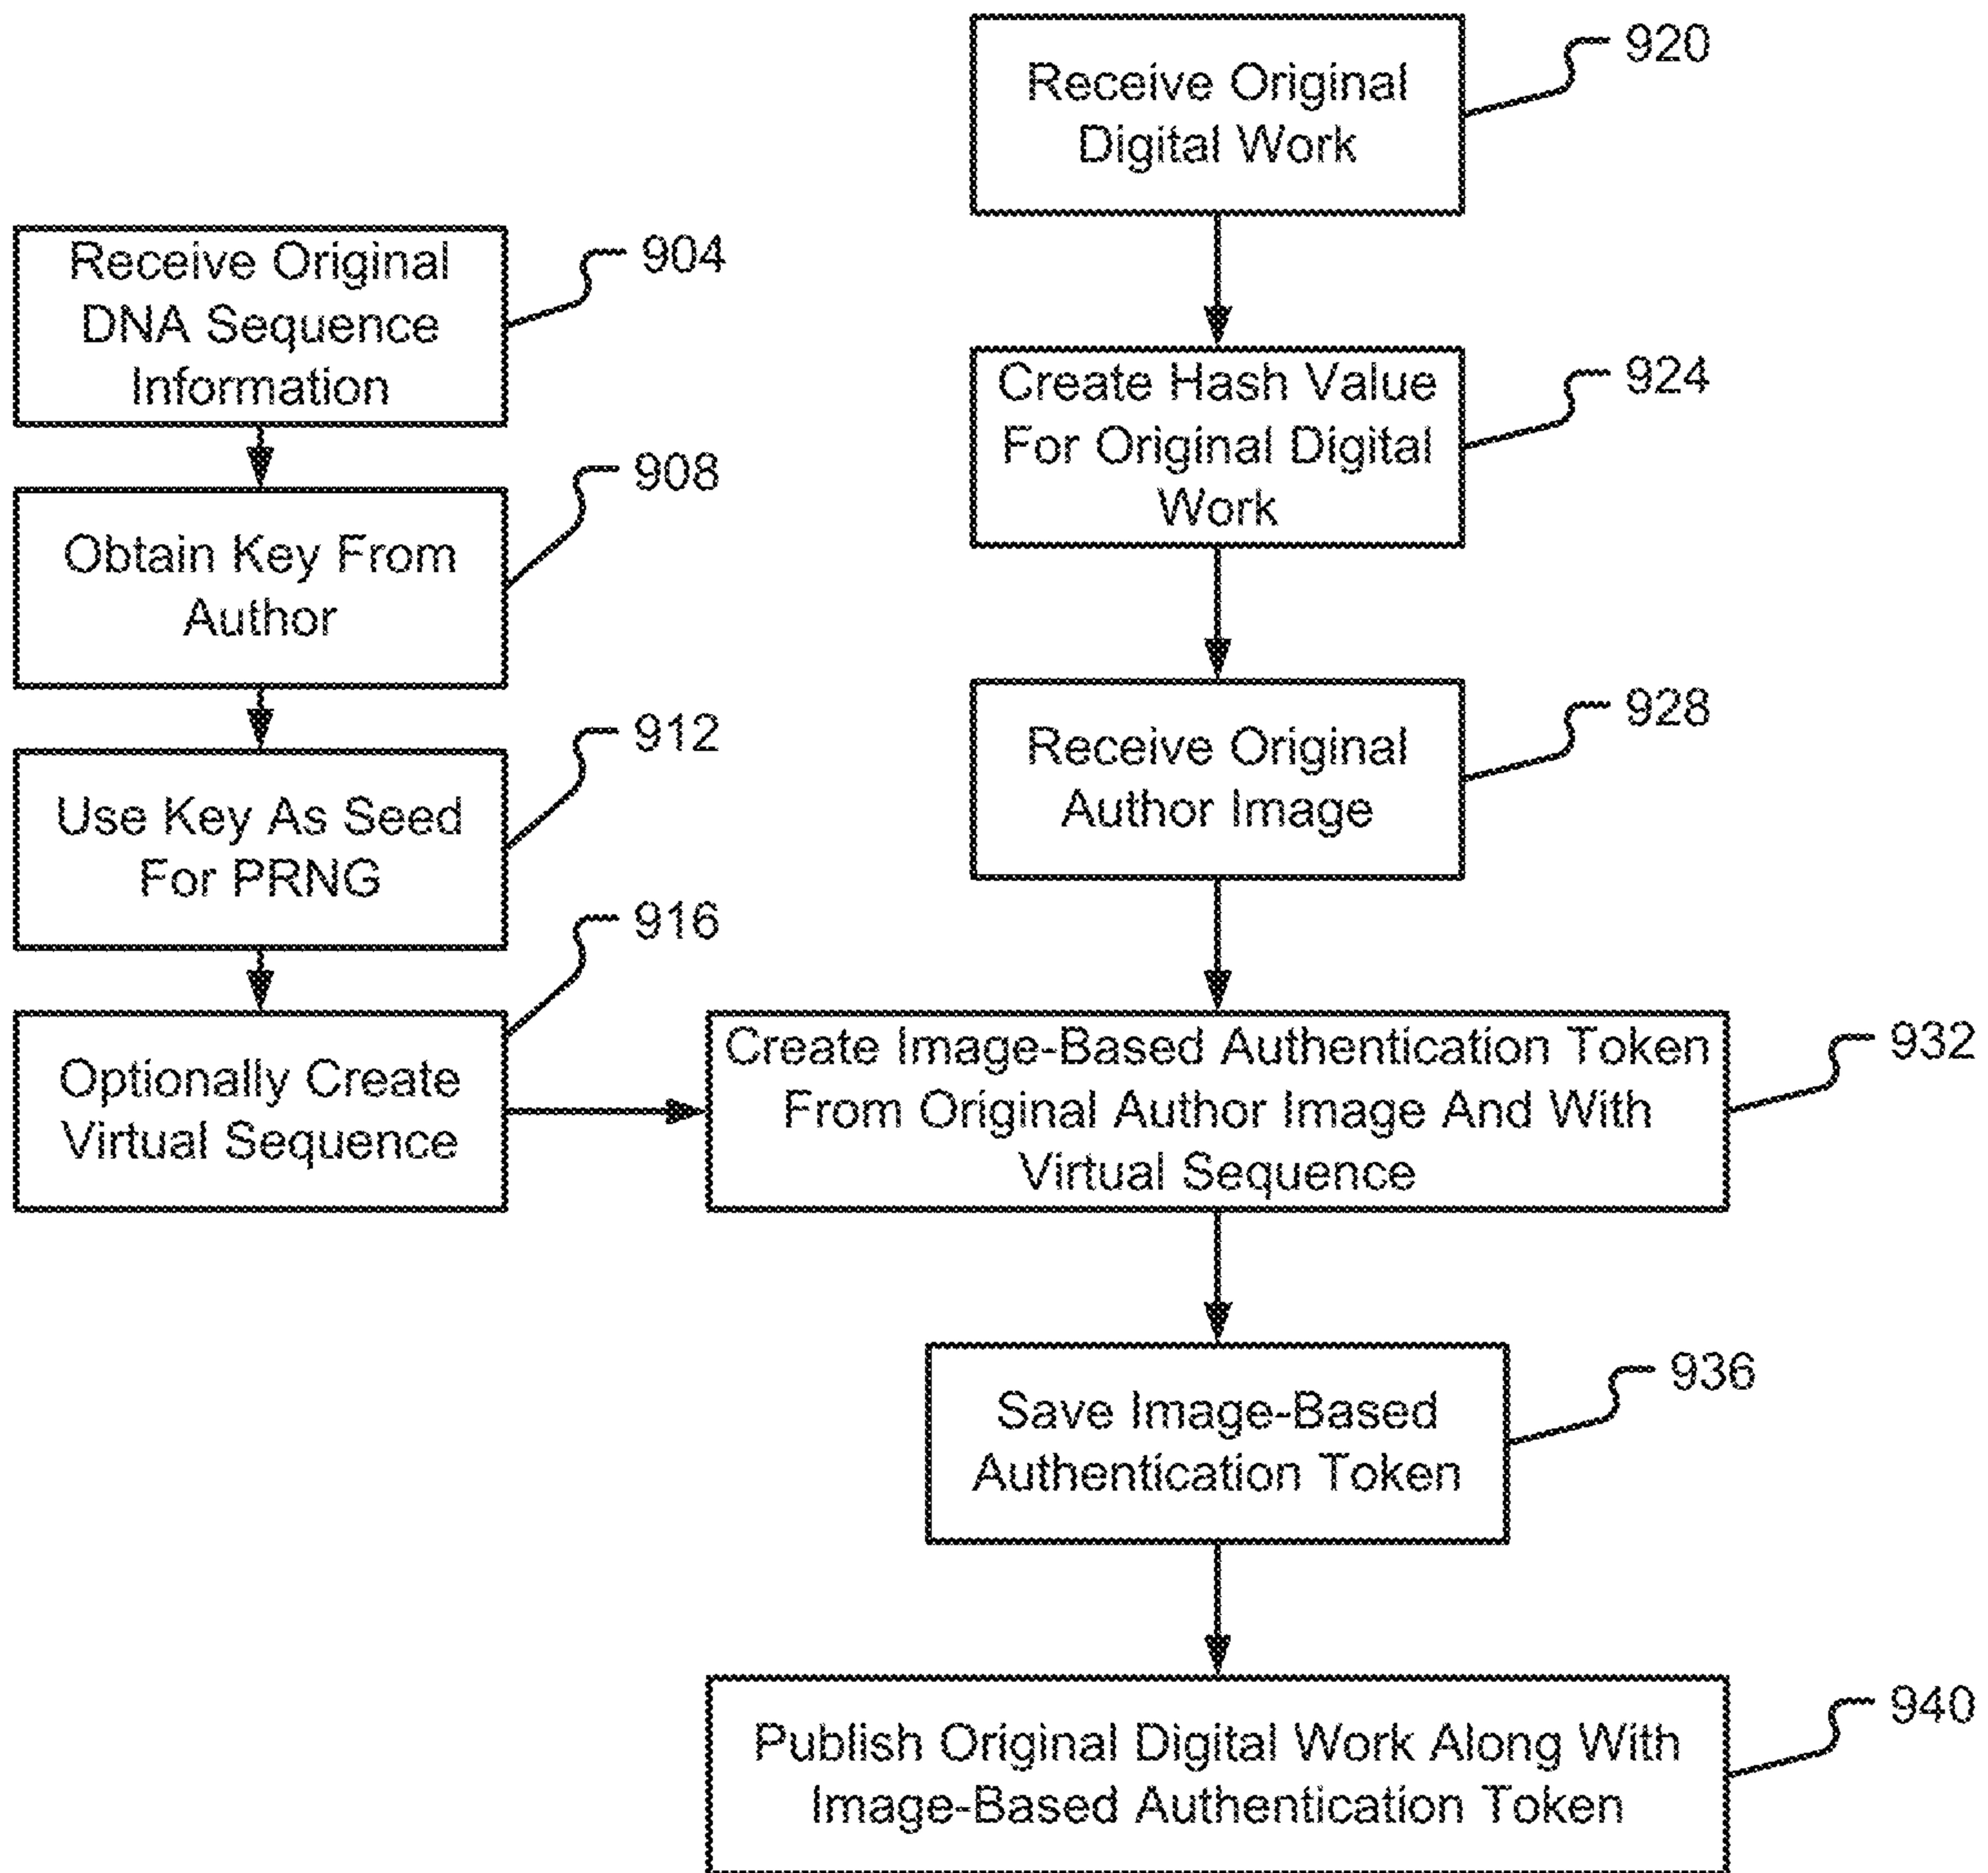 Receive Original
DNA Sequence
Information
904
Obtain Key From
Author
908
Use Key As Seed
For PRNG
912
Optionally Create
Virtual Sequence
916
Receive Original
Digital Work
920
Create Hash Value
For Original Digital
Work
924
Receive Original
Author Image
928
Create Image-Based Authentication Token
From Original Author Image And With
Virtual Sequence
932
Save Image-Based
Authentication Token
936
Publish Original Digital Work Along With
Image-Based Authentication Token
940